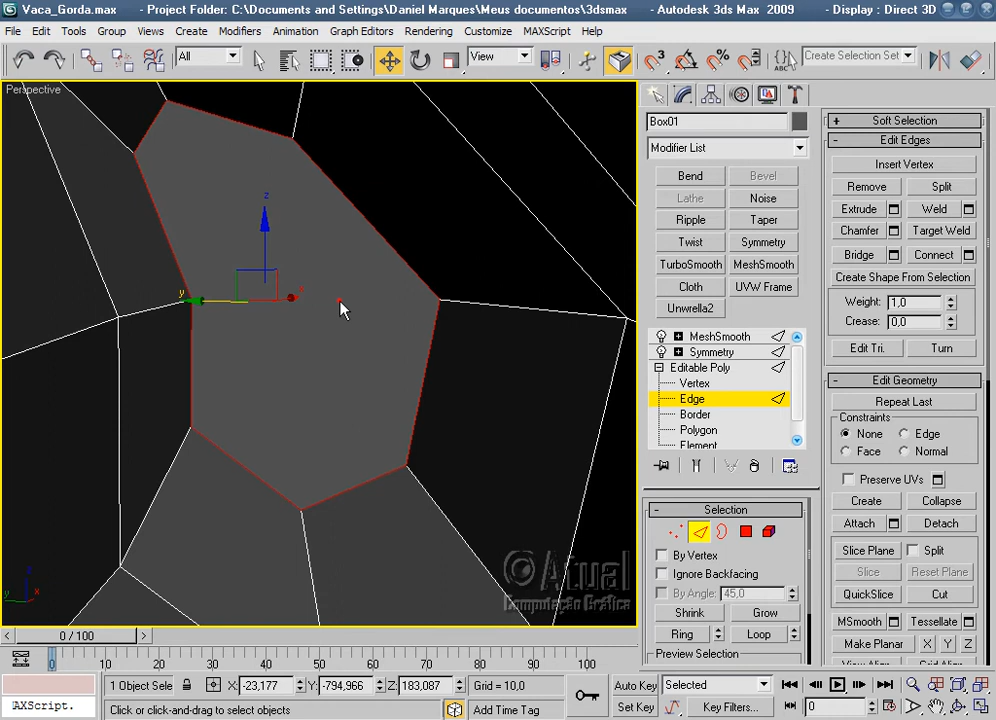 Vaca_Gorda.max - Project Folder: C:\Documents and Settings\Daniel Marques\Meus documentos\3dsmax - Autodesk 3ds Max 2009 - Display : Direct 3D
File Edit Tools Group Views Create Modifiers Animation Graph Editors Rendering Customize MAXScript Help
All View Create Selection Set
Perspective
z
y
x
©Atual
Computação Gráfica
z
y
x
Box01
Modifier List
Bend Bevel
Lathe Noise
Ripple Taper
Twist Symmetry
TurboSmooth MeshSmooth
Cloth UVW Frame
Unwrella2
MeshSmooth
Symmetry
Editable Poly
Vertex
Edge
Border
Polygon
Element
Selection
By Vertex
Ignore Backfacing
By Angle: 45,0
Shrink Grow
Ring Loop
Preview Selection
Soft Selection
Edit Edges
Insert Vertex
Remove Split
Extrude Weld
Chamfer Target Weld
Bridge Connect
Create Shape From Selection
Weight: 1,0
Crease: 0,0
Edit Tri. Turn
Edit Geometry
Repeat Last
Constraints
None Edge
Face Normal
Preserve UVs
Create Collapse
Attach Detach
Slice Plane Split
Slice Reset Plane
QuickSlice Cut
MSmooth Tessellate
Make Planar X Y Z
View Align Grid Align
0 / 100
0 10 20 30 40 50 60 70 80 90 100
1 Object Sele X: -23,177 Y: -794,966 Z: 183,087 Grid = 10,0 Auto Key Selected
AXScript. Click or click-and-drag to select objects Add Time Tag Set Key Key Filters... 0